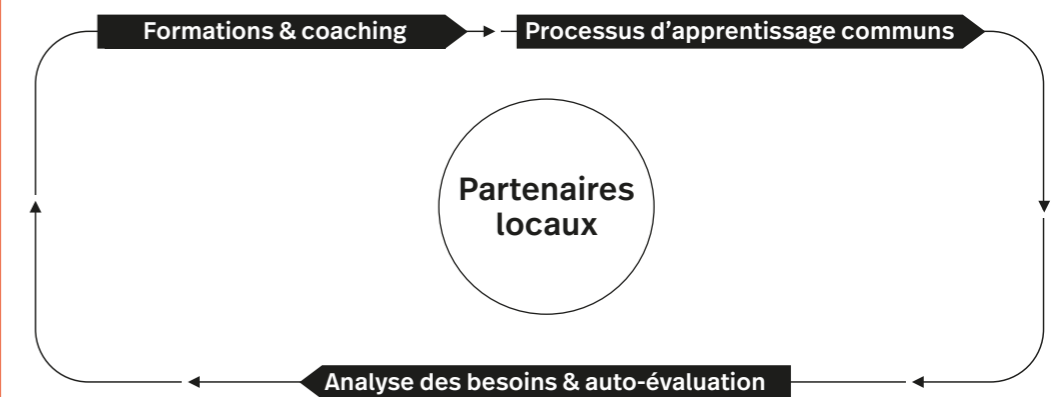 Formations & coaching
Processus d'apprentissage communs
Partenaires
locaux
Analyse des besoins & auto-évaluation